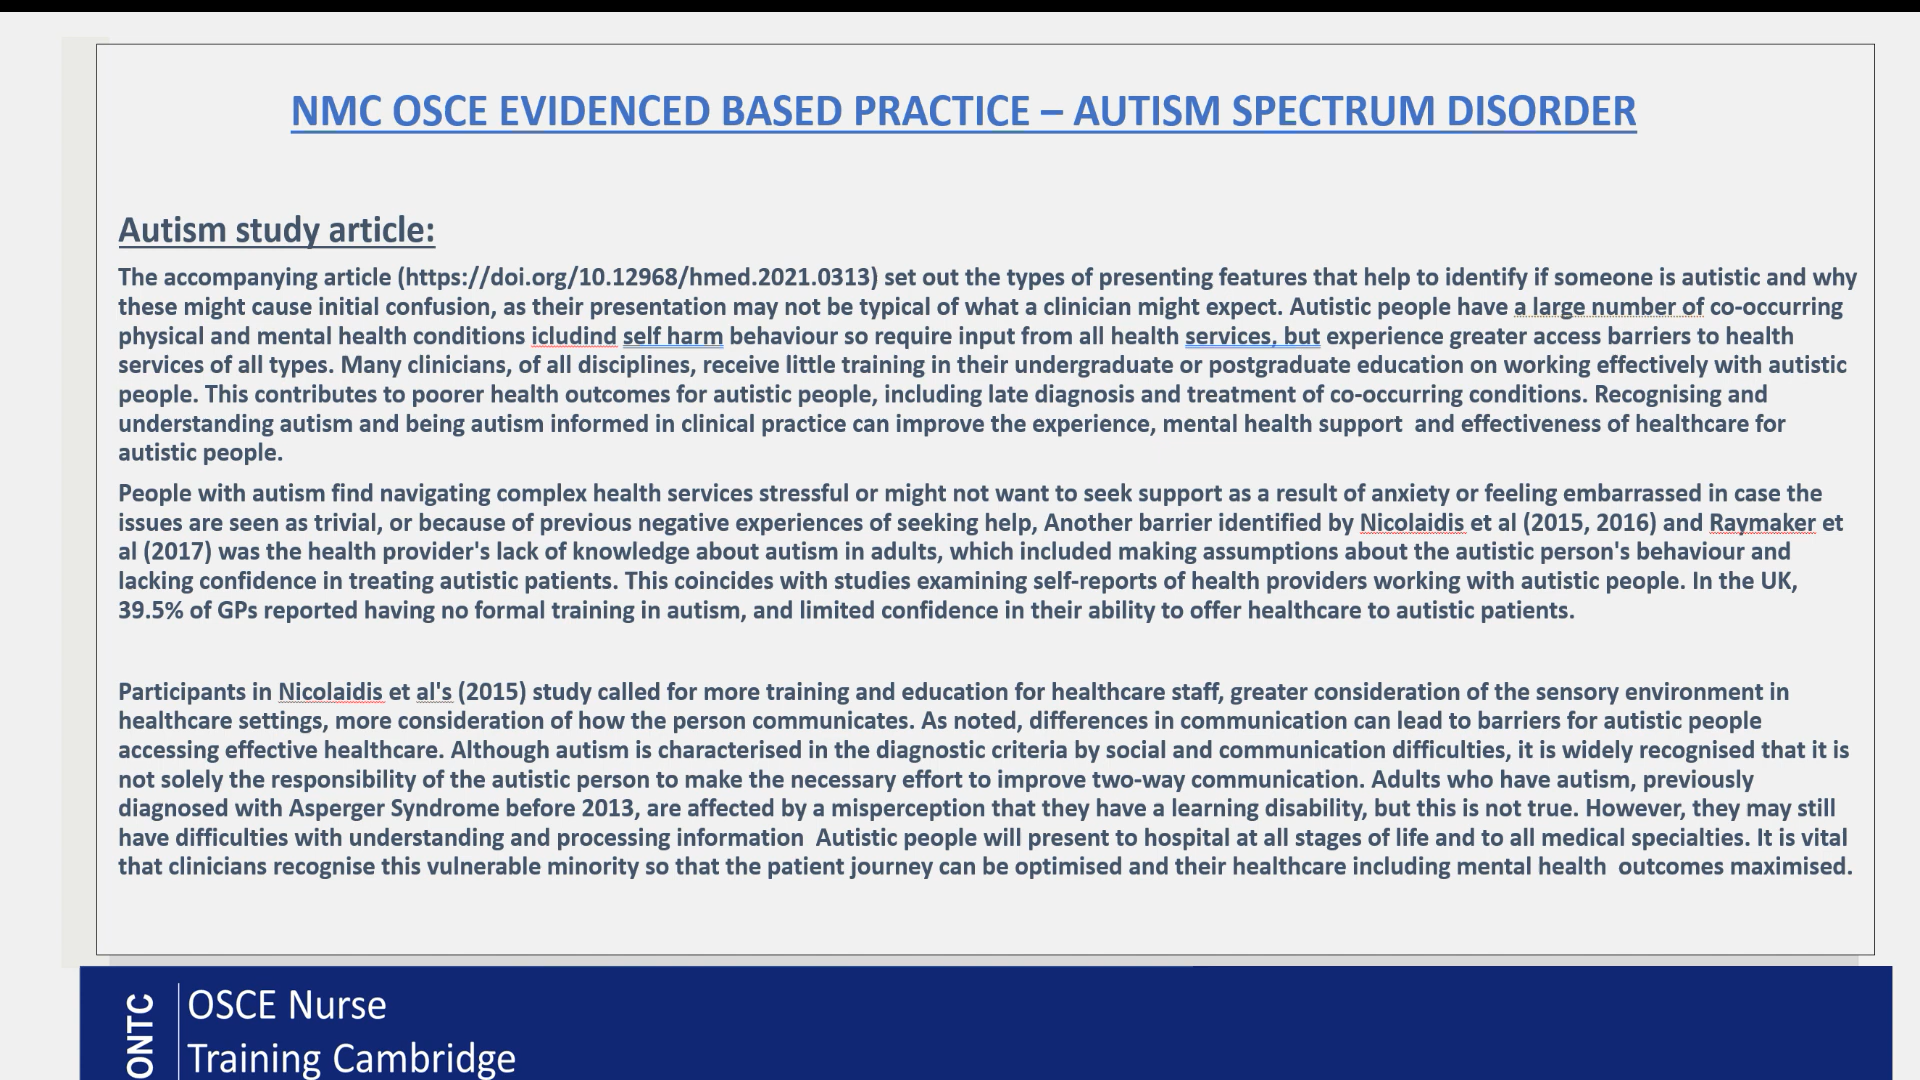 NMC OSCE EVIDENCED BASED PRACTICE – AUTISM SPECTRUM DISORDER
Autism study article:
The accompanying article (https://doi.org/10.12968/hmed.2021.0313) set out the types of presenting features that help to identify if someone is autistic and why
these might cause initial confusion, as their presentation may not be typical of what a clinician might expect. Autistic people have a large number of co-occurring
physical and mental health conditions icludind self harm behaviour so require input from all health services, but experience greater access barriers to health
services of all types. Many clinicians, of all disciplines, receive little training in their undergraduate or postgraduate education on working effectively with autistic
people. This contributes to poorer health outcomes for autistic people, including late diagnosis and treatment of co-occurring conditions. Recognising and
understanding autism and being autism informed in clinical practice can improve the experience, mental health support  and effectiveness of healthcare for
autistic people.
People with autism find navigating complex health services stressful or might not want to seek support as a result of anxiety or feeling embarrassed in case the
issues are seen as trivial, or because of previous negative experiences of seeking help, Another barrier identified by Nicolaidis et al (2015, 2016) and Raymaker et
al (2017) was the health provider's lack of knowledge about autism in adults, which included making assumptions about the autistic person's behaviour and
lacking confidence in treating autistic patients. This coincides with studies examining self-reports of health providers working with autistic people. In the UK,
39.5% of GPs reported having no formal training in autism, and limited confidence in their ability to offer healthcare to autistic patients.
Participants in Nicolaidis et al's (2015) study called for more training and education for healthcare staff, greater consideration of the sensory environment in
healthcare settings, more consideration of how the person communicates. As noted, differences in communication can lead to barriers for autistic people
accessing effective healthcare. Although autism is characterised in the diagnostic criteria by social and communication difficulties, it is widely recognised that it is
not solely the responsibility of the autistic person to make the necessary effort to improve two-way communication. Adults who have autism, previously
diagnosed with Asperger Syndrome before 2013, are affected by a misperception that they have a learning disability, but this is not true. However, they may still
have difficulties with understanding and processing information  Autistic people will present to hospital at all stages of life and to all medical specialties. It is vital
that clinicians recognise this vulnerable minority so that the patient journey can be optimised and their healthcare including mental health  outcomes maximised.
ONTC
OSCE Nurse
Training Cambridge